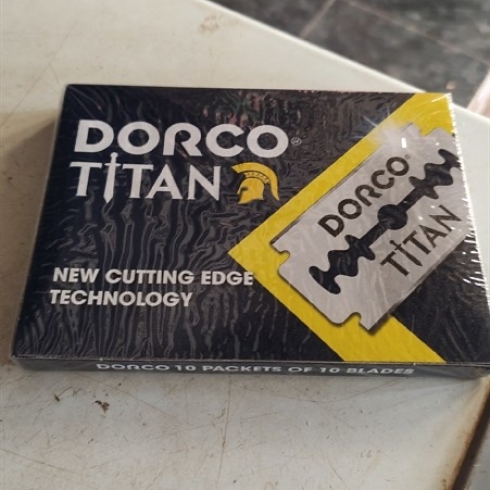 DORCO®
TITAN
NEW CUTTING EDGE
TECHNOLOGY
DORCO
TITAN
DORCO 10 PACKETS OF 10 BLADES